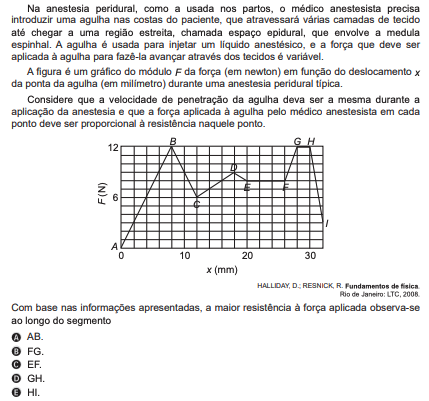 Na anestesia peridural, como a usada nos partos, o médico anestesista precisa
introduzir uma agulha nas costas do paciente, que atravessará várias camadas de tecido
até chegar a uma região estreita, chamada espaço epidural, que envolve a medula
espinhal. A agulha é usada para injetar um líquido anestésico, e a força que deve ser
aplicada à agulha para fazê-la avançar através dos tecidos é variável.
A figura é um gráfico do módulo F da força (em newton) em função do deslocamento x
da ponta da agulha (em milímetro) durante uma anestesia peridural típica.
Considere que a velocidade de penetração da agulha deva ser a mesma durante a
aplicação da anestesia e que a força aplicada à agulha pelo médico anestesista em cada
ponto deve ser proporcional à resistência naquele ponto.
B G H
12
D
E F
F (N)
6
C
I
A
0 10 20 30
x (mm)
HALLIDAY, D.; RESNICK, R. Fundamentos de física.
Rio de Janeiro: LTC, 2008.
Com base nas informações apresentadas, a maior resistência à força aplicada observa-se
ao longo do segmento
A AB.
B FG.
C EF.
D GH.
E HI.